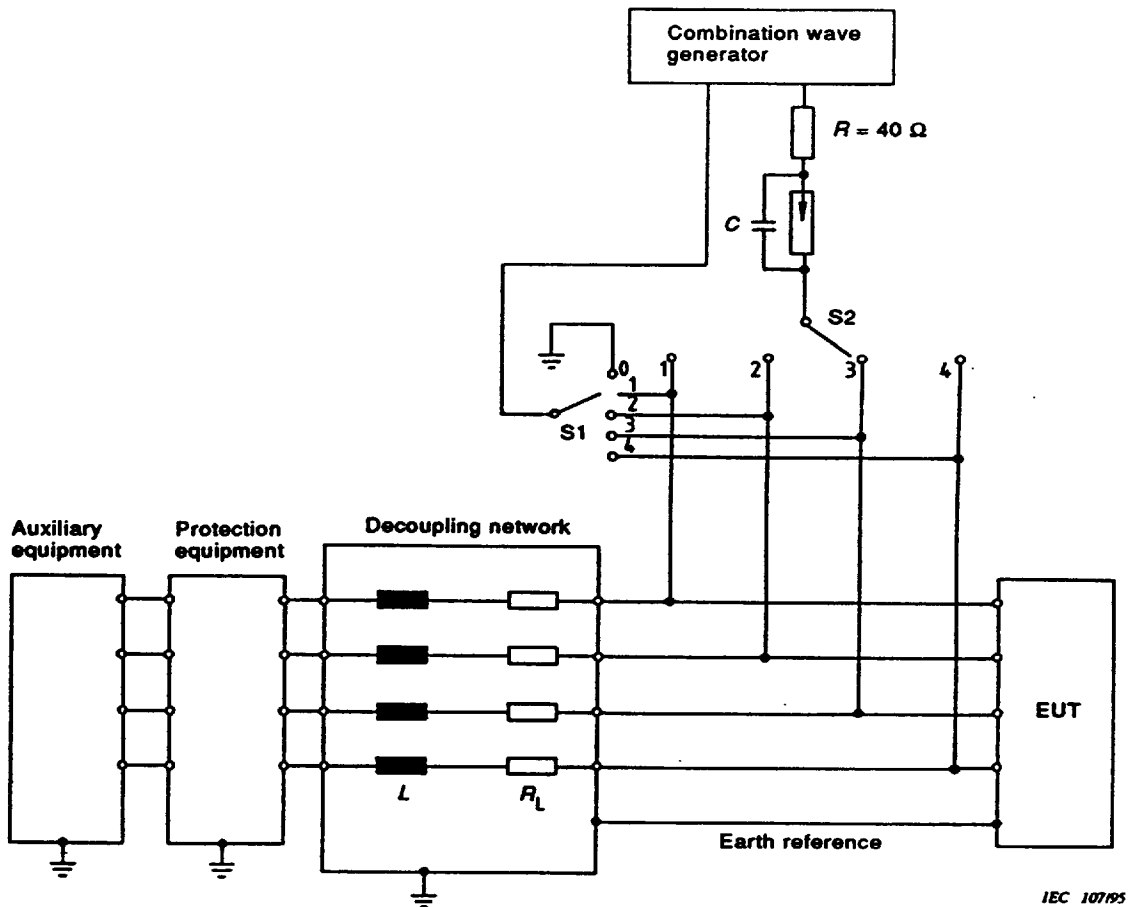 Combination wave
generator
R = 40 Ω
C
S2
0
1
2
3
4
1
2
3
4
S1
Auxiliary
equipment
Protection
equipment
Decoupling network
L
RL
EUT
Earth reference
IEC 107/95